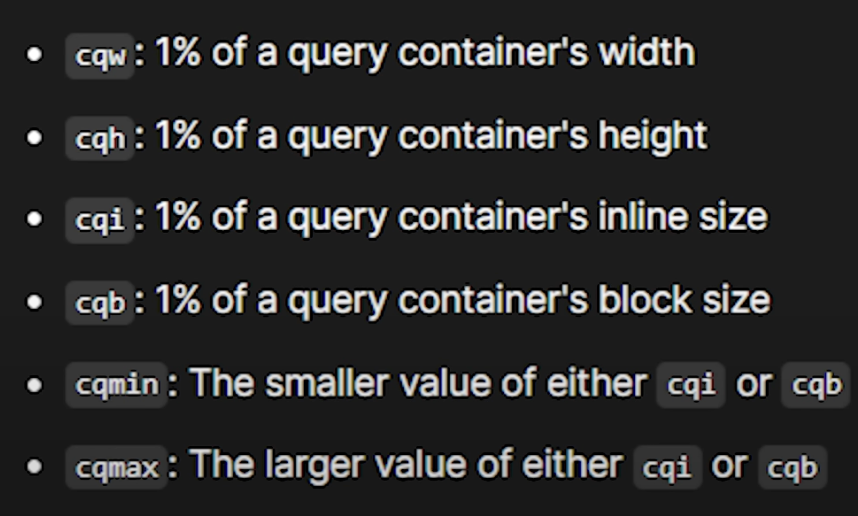 • cqw: 1% of a query container's width
• cqh: 1% of a query container's height
• cqi: 1% of a query container's inline size
• cqb: 1% of a query container's block size
• cqmin: The smaller value of either cqi or cqb
• cqmax: The larger value of either cqi or cqb